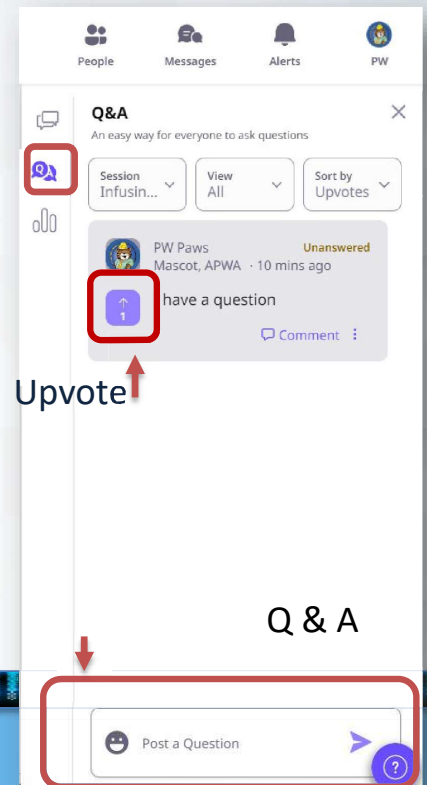 People Messages Alerts PW
Q&A
An easy way for everyone to ask questions
QA
Session View Sort by
Infusin... All Upvotes
PW Paws Unanswered
Mascot, APWA · 10 mins ago
have a question
1
Comment
Upvote
Q & A
Post a Question
?